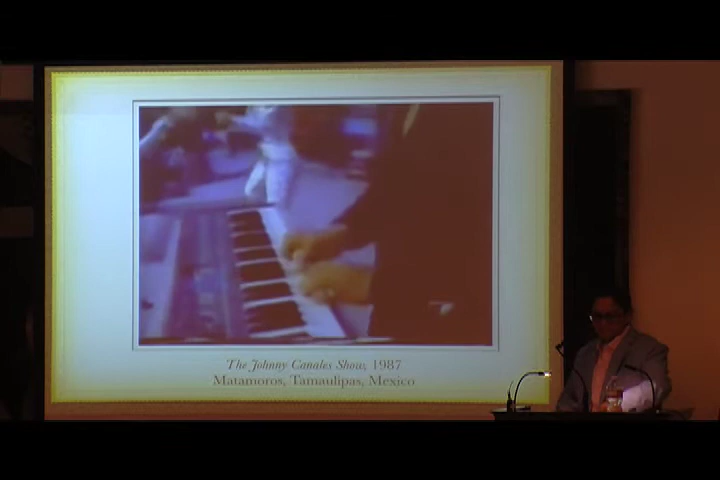 The Johnny Canales Show, 1987
Matamoros, Tamaulipas, Mexico